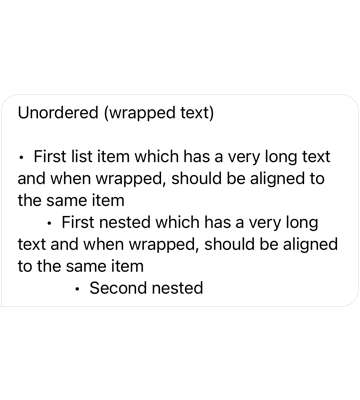 Unordered (wrapped text)
• First list item which has a very long text
and when wrapped, should be aligned to
the same item
• First nested which has a very long
text and when wrapped, should be aligned
to the same item
• Second nested